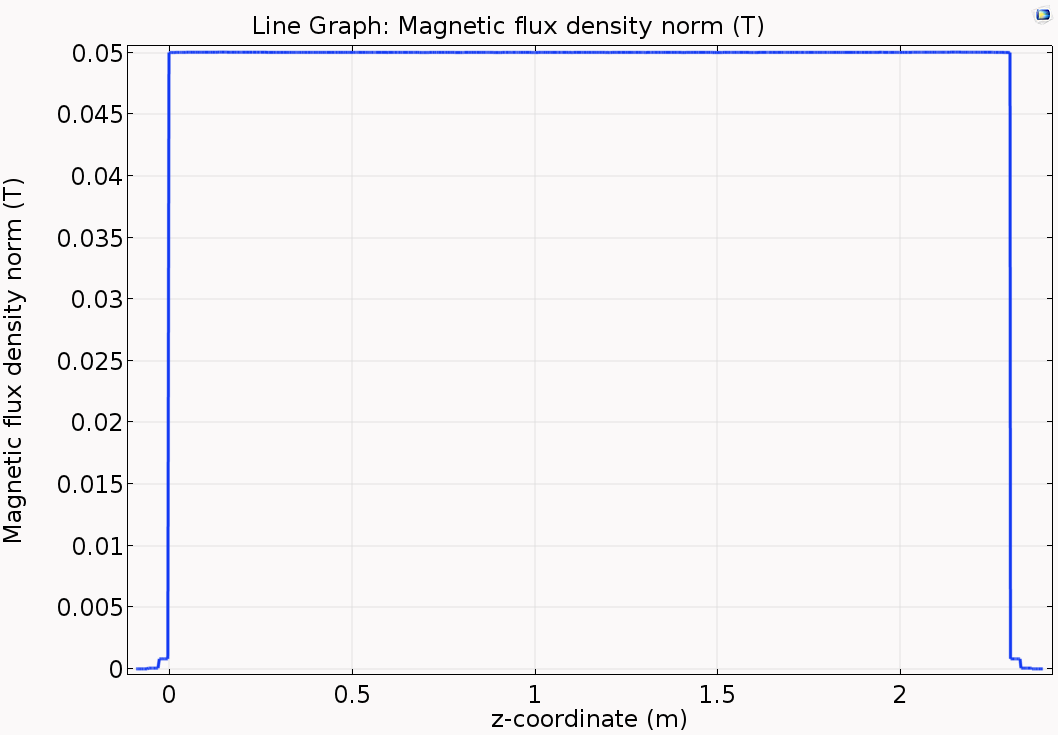 Line Graph: Magnetic flux density norm (T)
Magnetic flux density norm (T)
0.05
0.045
0.04
0.035
0.03
0.025
0.02
0.015
0.01
0.005
0
0 0.5 1 1.5 2
z-coordinate (m)